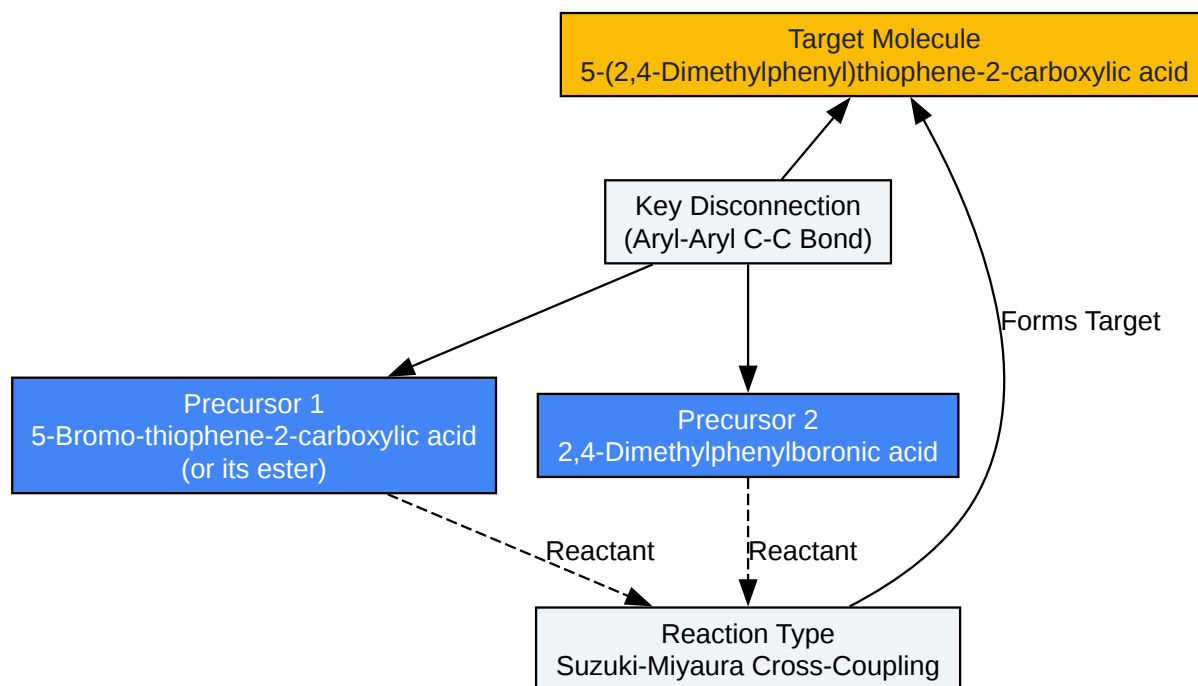 Target Molecule
5-(2,4-Dimethylphenyl)thiophene-2-carboxylic acid
Key Disconnection
(Aryl-Aryl C-C Bond)
Forms Target
Precursor 1
5-Bromo-thiophene-2-carboxylic acid
(or its ester)
Precursor 2
2,4-Dimethylphenylboronic acid
Reactant
Reactant
Reaction Type
Suzuki-Miyaura Cross-Coupling